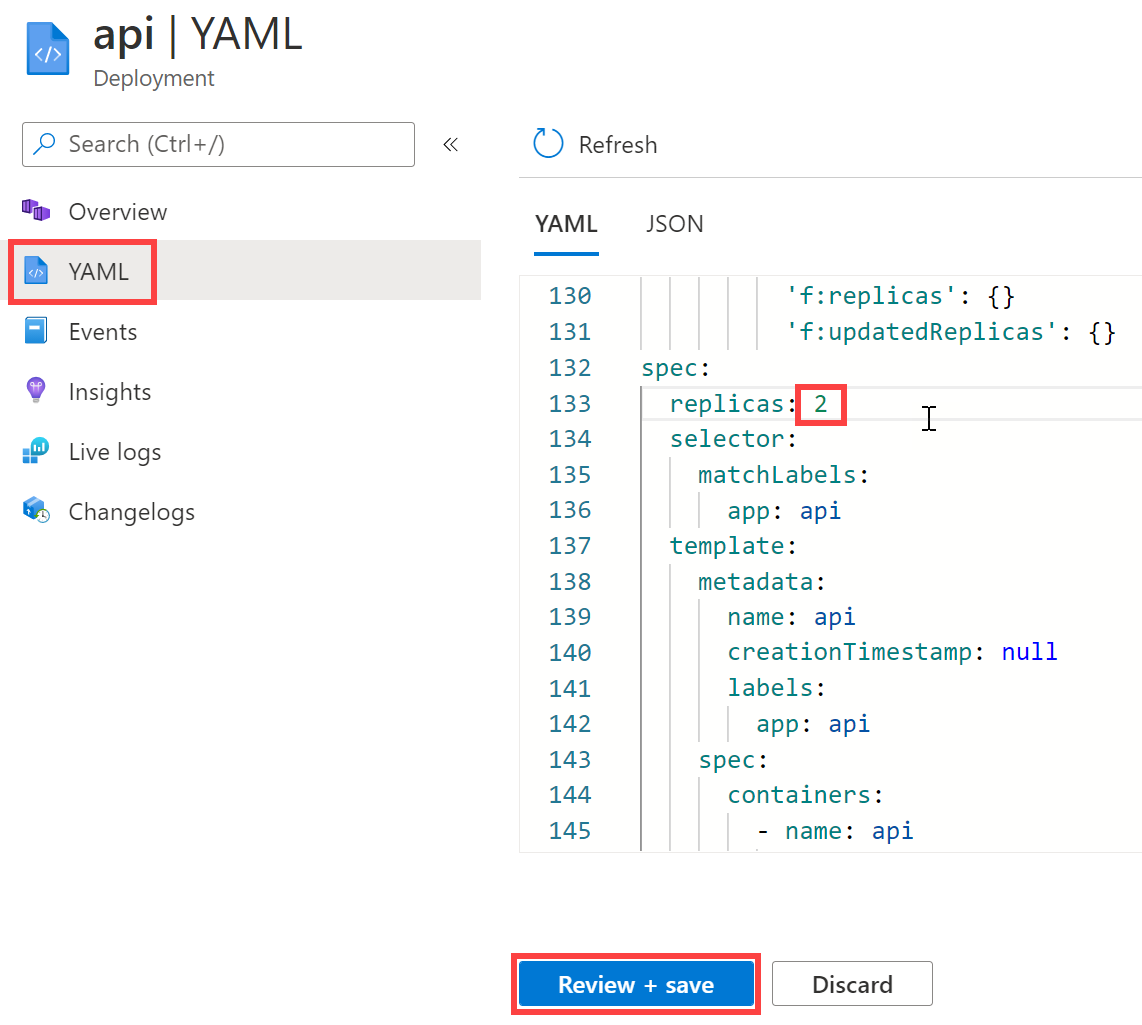 api | YAML
Deployment
Search (Ctrl+/)
«
Overview
YAML
Events
Insights
Live logs
Changelogs
Refresh
YAML JSON
130 'f:replicas': {}
131 'f:updatedReplicas': {}
132 spec:
133 replicas: 2
134 selector:
135 matchLabels:
136 app: api
137 template:
138 metadata:
139 name: api
140 creationTimestamp: null
141 labels:
142 app: api
143 spec:
144 containers:
145 - name: api
Review + save Discard